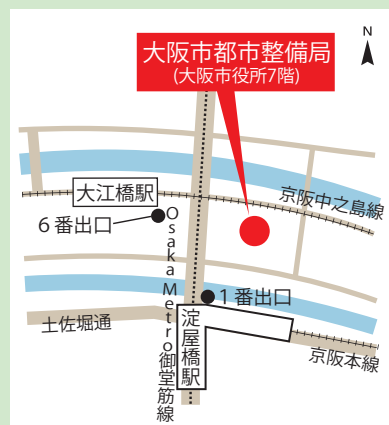 N
大阪市都市整備局
(大阪市役所7階)
大江橋駅
京阪中之島線
6番出口
Osaka Metro御堂筋線
1番出口
土佐堀通
淀屋橋駅
京阪本線